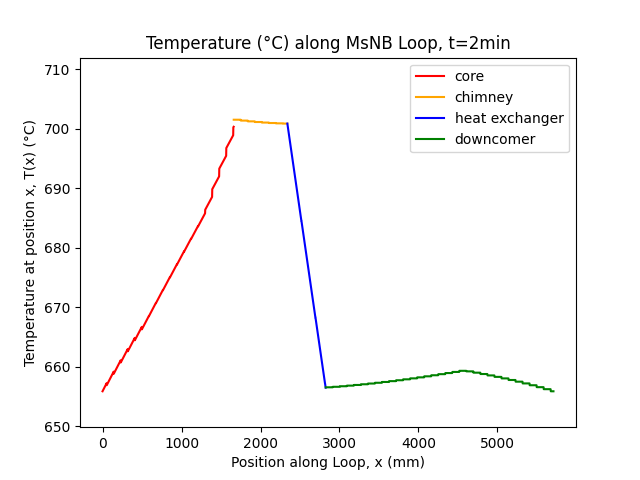 Temperature (°C) along MsNB Loop, t=2min
Temperature at position x, T(x) (°C)
710
700
690
680
670
660
650
core
chimney
heat exchanger
downcomer
0
1000
2000
3000
4000
5000
Position along Loop, x (mm)